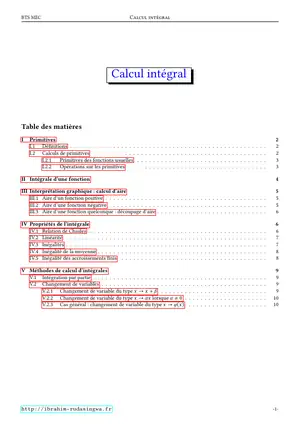 BTS MEC
CALCUL INTÉGRAL
Calcul intégral
Table des matières
I Primitives 2
I.1 Définitions 2
I.2 Calculs de primitives 2
I.2.1 Primitives des fonctions usuelles 3
I.2.2 Opérations sur les primitives 3
II Intégrale d'une fonction 4
III Interprétation graphique : calcul d'aire 5
III.1 Aire d'un fonction positive 5
III.2 Aire d'une fonction négative 5
III.3 Aire d'une fonction quelconque : découpage d'aire 6
IV Propriétés de l'intégrale 6
IV.1 Relation de Chasles 6
IV.2 Linéarité 7
IV.3 Inégalités 7
IV.4 Inégalité de la moyenne 8
IV.5 Inégalité des accroissements finis 8
V Méthodes de calcul d'intégrales 9
V.1 Intégration par partie 9
V.2 Changement de variables 9
V.2.1 Changement de variable du type x → x + β 9
V.2.2 Changement de variable du type x → αx lorsque α ≠ 0 10
V.2.3 Cas général : changement de variable du type x → φ(x) 10
http://ibrahim-rudasingwa.fr
-1-